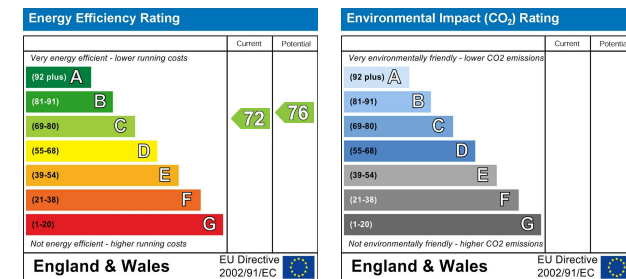 Energy Efficiency Rating
Current Potential
Very energy efficient - lower running costs
(92 plus) A
(81-91) B
(69-80) C
72 76
(55-68) D
(39-54) E
(21-38) F
(1-20) G
Not energy efficient - higher running costs
England & Wales
EU Directive
2002/91/EC
Environmental Impact (CO₂) Rating
Current Potential
Very environmentally friendly - lower CO2 emissions
(92 plus) A
(81-91) B
(69-80) C
(55-68) D
(39-54) E
(21-38) F
(1-20) G
Not environmentally friendly - higher CO2 emissions
England & Wales
EU Directive
2002/91/EC